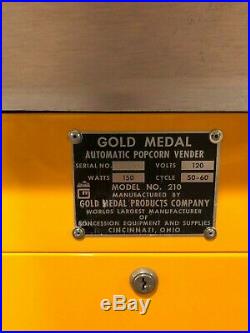 GOLD MEDAL
AUTOMATIC POPCORN VENDER
SERIAL NO. VOLTS 120
WATTS 150 CYCLE 50-60
MODEL NO. 210
MANUFACTURED BY
GOLD MEDAL PRODUCTS COMPANY
WORLDS LARGEST MANUFACTURER
OF
CONCESSION EQUIPMENT AND SUPPLIES
CINCINNATI, OHIO